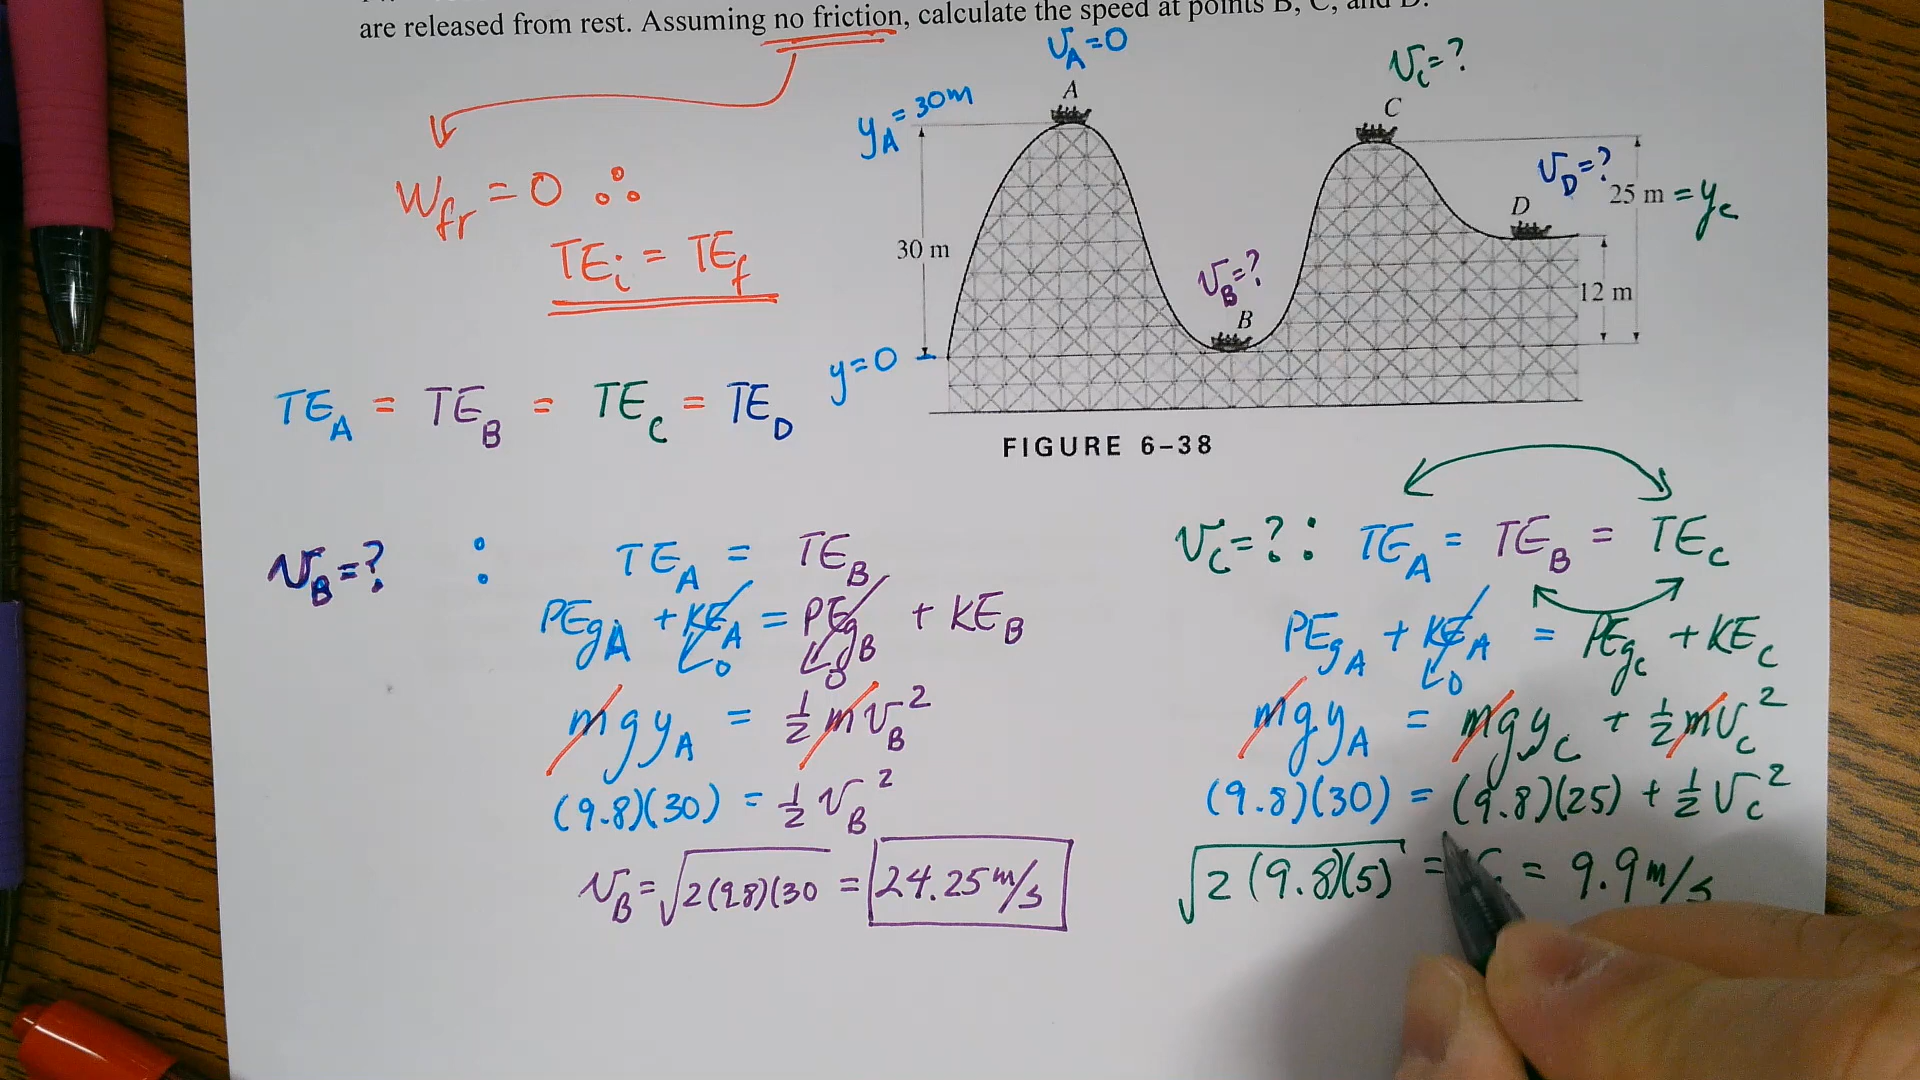 are released from rest. Assuming no friction, calculate the speed at points B, C, and D.
v_A = 0
v_C = ?
A
C
y_A = 30m
W_fr = 0 ∴
v_D = ?
25 m = y_C
D
TE_i = TE_f
30 m
v_B = ?
12 m
B
y = 0
TE_A = TE_B = TE_C = TE_D
FIGURE 6-38
v_B = ? : TE_A = TE_B
PE_gA + KE_A = PE_gB + KE_B
0 0
mgy_A = ½mv_B²
(9.8)(30) = ½v_B²
v_B = √2(9.8)(30 = 24.25 m/s
v_C = ? : TE_A = TE_B = TE_C
PE_gA + KE_A = PE_gC + KE_C
0
mgy_A = mgy_C + ½mv_C²
(9.8)(30) = (9.8)(25) + ½v_C²
√2(9.8)(5) = = 9.9 m/s